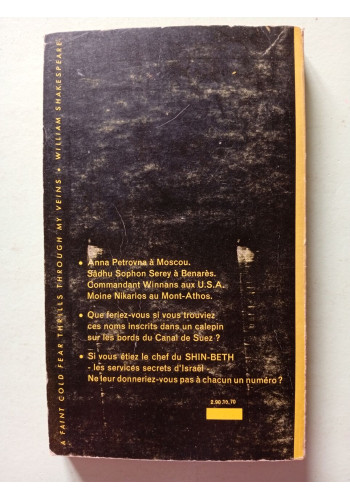 A FAINT COLD FEAR THRILLS THROUGH MY VEINS • WILLIAM SHAKESPEARE
• Anna Petrovna à Moscou.
Sâdhu Sophon Serey à Benarès.
Commandant Winnans aux U.S.A.
Moine Nikarios au Mont-Athos.
• Que feriez-vous si vous trouviez
ces noms inscrits dans un calepin
sur les bords du Canal de Suez ?
• Si vous étiez le chef du SHIN-BETH
- les services secrets d'Israël
Ne leur donneriez-vous pas à chacun un numéro ?
2.90.10.70